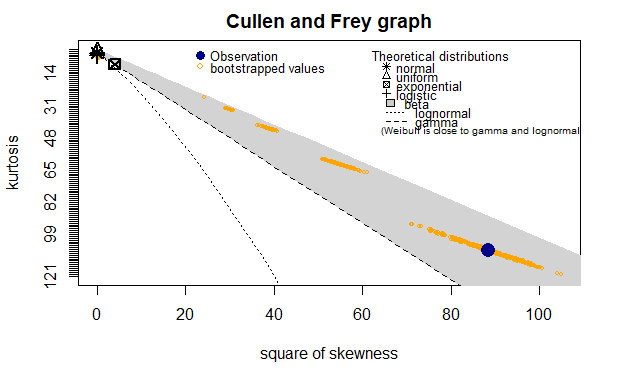 Cullen and Frey graph
Observation
bootstrapped values
Theoretical distributions
normal
uniform
exponential
logistic
beta
lognormal
gamma
(Weibull is close to gamma and lognormal)
kurtosis
14
31
48
65
82
99
121
0
20
40
60
80
100
square of skewness